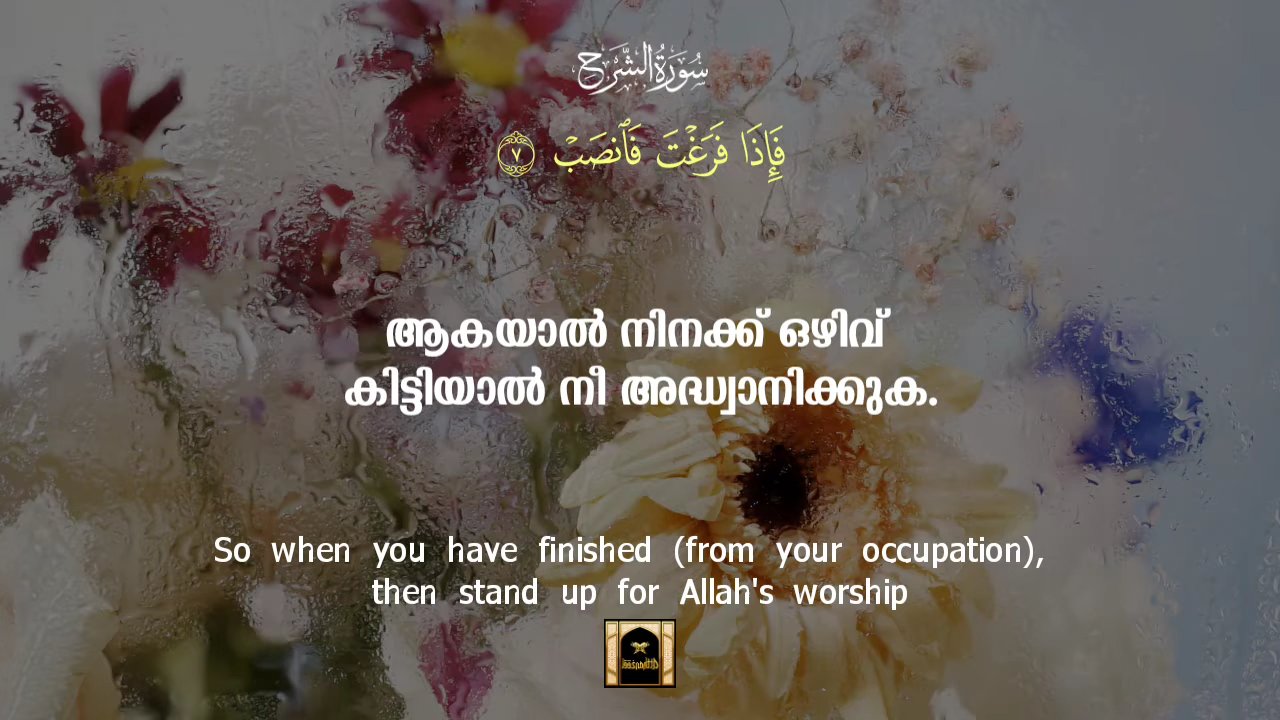 سُورَةُ الشَّرْحِ
فَإِذَا فَرَغْتَ فَٱنصَبْ ٧
ആകയാൽ നിനക്ക് ഒഴിവ്
കിട്ടിയാൽ നീ അദ്ധ്വാനിക്കുക.
So when you have finished (from your occupation),
then stand up for Allah's worship